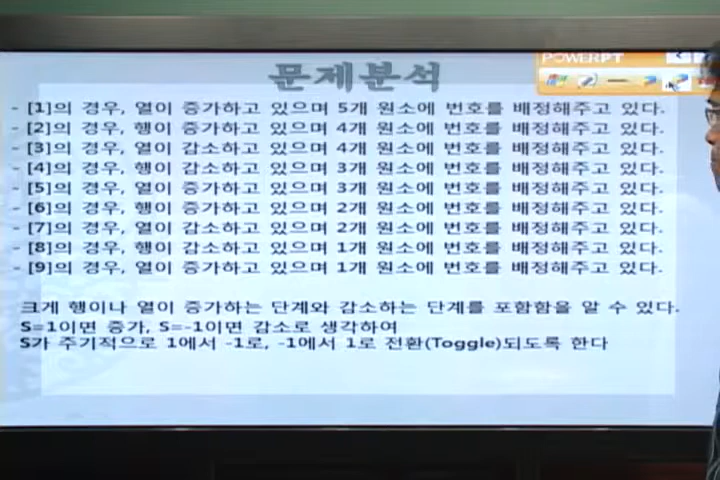 문제분석
POWERPT
- [1]의 경우, 열이 증가하고 있으며 5개 원소에 번호를 배정해주고 있다.
- [2]의 경우, 행이 증가하고 있으며 4개 원소에 번호를 배정해주고 있다.
- [3]의 경우, 열이 감소하고 있으며 4개 원소에 번호를 배정해주고 있다.
- [4]의 경우, 행이 감소하고 있으며 3개 원소에 번호를 배정해주고 있다.
- [5]의 경우, 열이 증가하고 있으며 3개 원소에 번호를 배정해주고 있다.
- [6]의 경우, 행이 증가하고 있으며 2개 원소에 번호를 배정해주고 있다.
- [7]의 경우, 열이 감소하고 있으며 2개 원소에 번호를 배정해주고 있다.
- [8]의 경우, 행이 감소하고 있으며 1개 원소에 번호를 배정해주고 있다.
- [9]의 경우, 열이 증가하고 있으며 1개 원소에 번호를 배정해주고 있다.
크게 행이나 열이 증가하는 단계와 감소하는 단계를 포함함을 알 수 있다.
S=1이면 증가, S=-1이면 감소로 생각하여
S가 주기적으로 1에서 -1로, -1에서 1로 전환(Toggle)되도록 한다